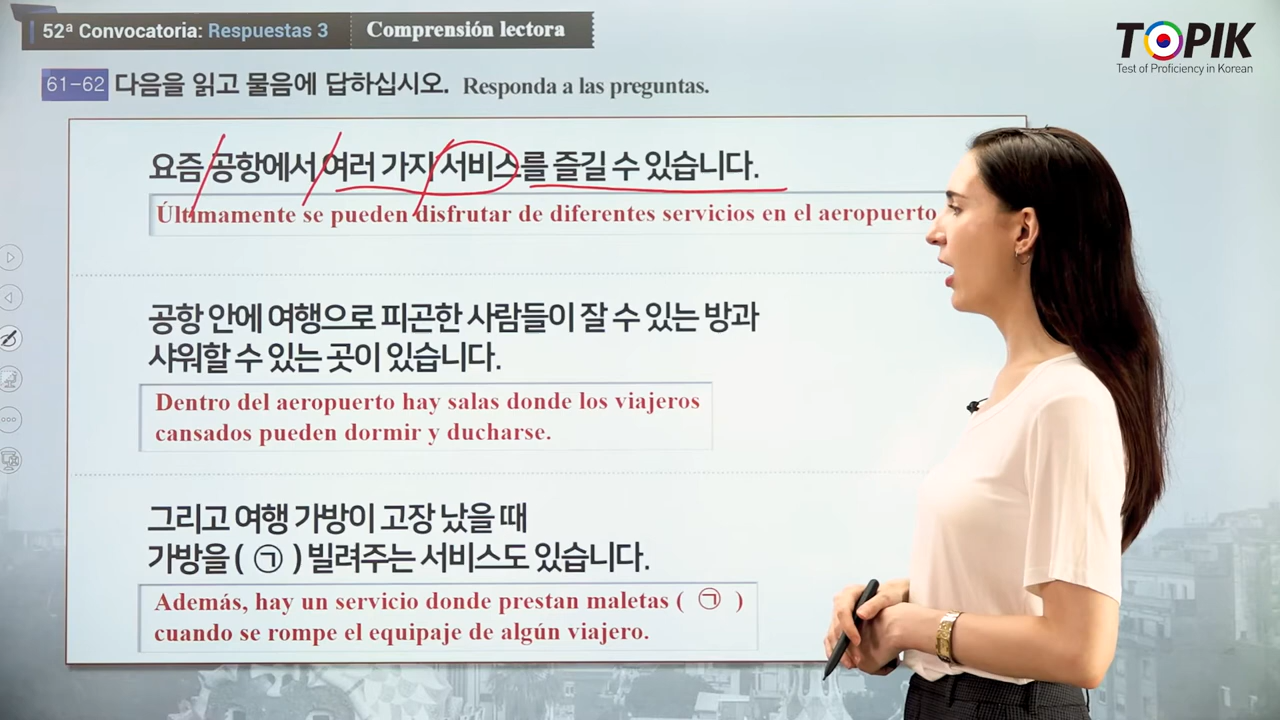 52ª Convocatoria: Respuestas 3
Comprensión lectora
TOPIK
Test of Proficiency in Korean
61-62 다음을 읽고 물음에 답하십시오. Responda a las preguntas.
요즘 공항에서 여러 가지 서비스를 즐길 수 있습니다.
Últimamente se pueden disfrutar de diferentes servicios en el aeropuerto
공항 안에 여행으로 피곤한 사람들이 잘 수 있는 방과
샤워할 수 있는 곳이 있습니다.
Dentro del aeropuerto hay salas donde los viajeros
cansados pueden dormir y ducharse.
그리고 여행 가방이 고장 났을 때
가방을 ( ㉠ ) 빌려주는 서비스도 있습니다.
Además, hay un servicio donde prestan maletas ( ㉠ )
cuando se rompe el equipaje de algún viajero.